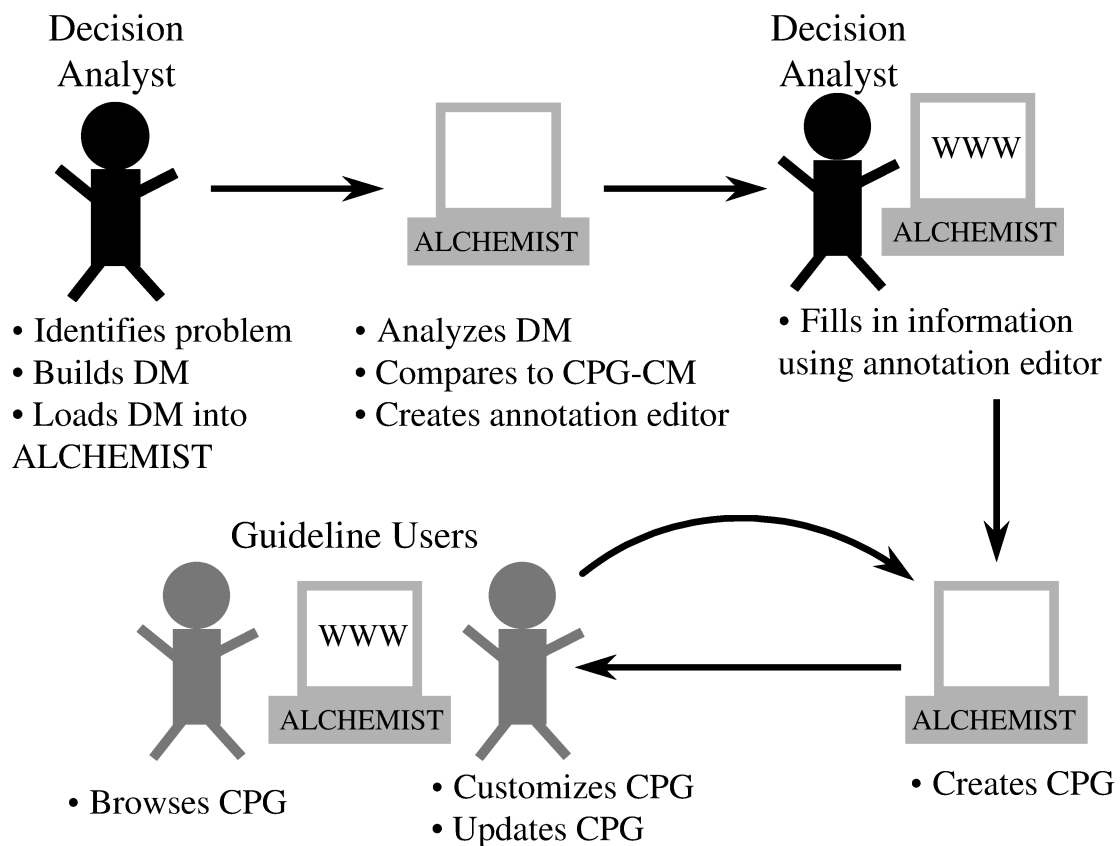 Decision
Analyst
ALCHEMIST
Decision
Analyst
WWW
ALCHEMIST
• Identifies problem
• Builds DM
• Loads DM into
ALCHEMIST
• Analyzes DM
• Compares to CPG-CM
• Creates annotation editor
• Fills in information
using annotation editor
Guideline Users
WWW
ALCHEMIST
ALCHEMIST
• Browses CPG
• Customizes CPG
• Updates CPG
• Creates CPG